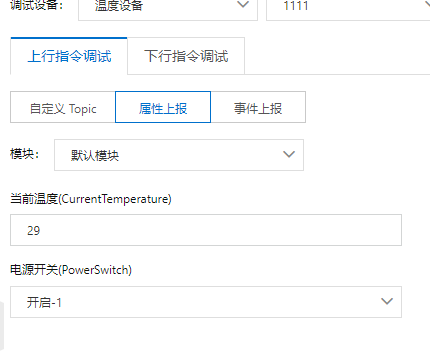 调试设备： 温度设备 1111
上行指令调试 下行指令调试
自定义 Topic 属性上报 事件上报
模块： 默认模块
当前温度(CurrentTemperature)
29
电源开关(PowerSwitch)
开启-1